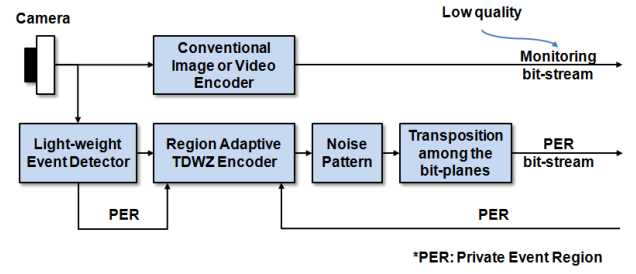 Camera
Low quality
Conventional
Image or Video
Encoder
Monitoring
bit-stream
Light-weight
Event Detector
Region Adaptive
TDWZ Encoder
Noise
Pattern
Transposition
among the
bit-planes
PER
bit-stream
PER
PER
*PER: Private Event Region